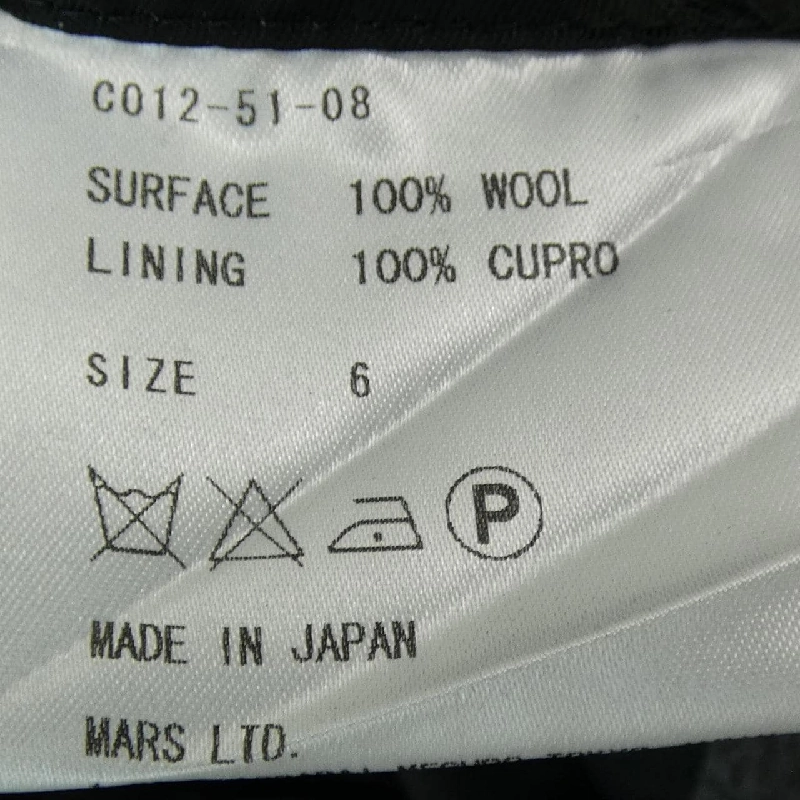 C012-51-08
SURFACE 100% WOOL
LINING 100% CUPRO
SIZE 6
P
MADE IN JAPAN
MARS LTD.